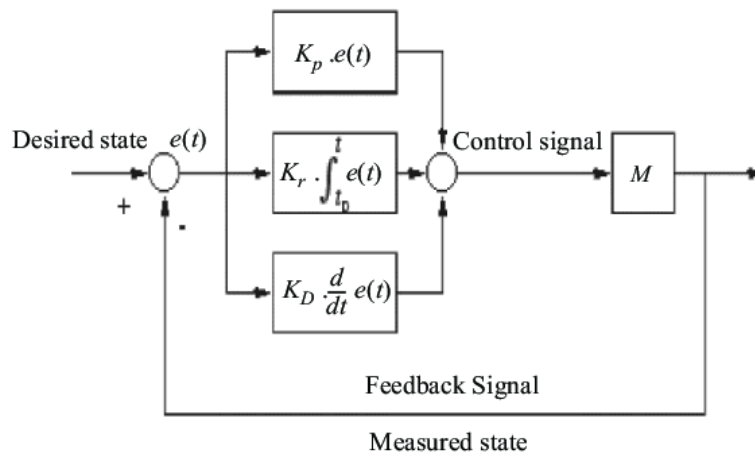 K_p .e(t)
Desired state e(t) Control signal
K_r . ∫_{t_0}^{t} e(t) M
+
-
K_D . d/dt e(t)
Feedback Signal
Measured state